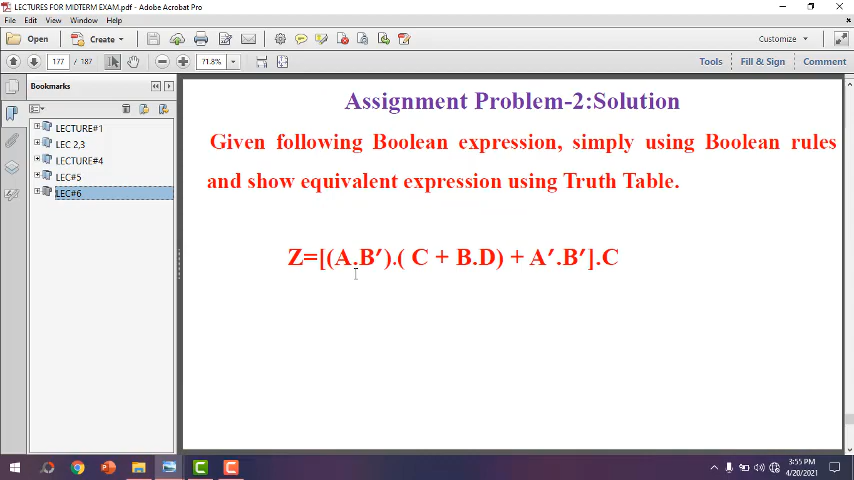 LECTURES FOR MIDTERM EXAM.pdf - Adobe Acrobat Pro
File Edit View Window Help
Open Create Customize
177 / 187 71.8% Tools Fill & Sign Comment
Bookmarks
LECTURE#1
LEC 2,3
LECTURE#4
LEC#5
LEC#6
Assignment Problem-2:Solution
Given following Boolean expression, simply using Boolean rules
and show equivalent expression using Truth Table.
Z=[(A.B′).( C + B.D) + A′.B′].C
3:55 PM
4/20/2021